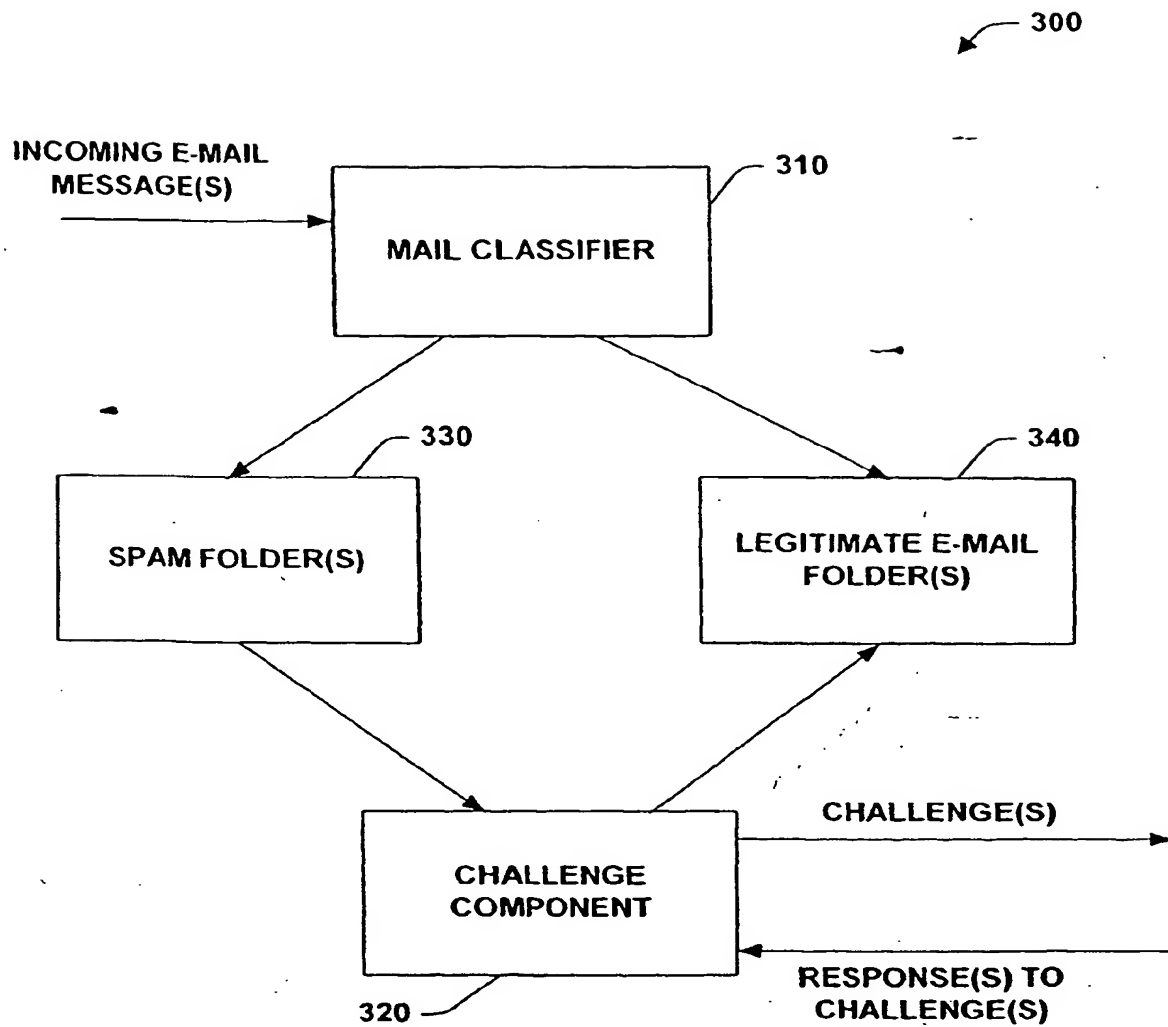 300
INCOMING E-MAIL
MESSAGE(S)
310
MAIL CLASSIFIER
330
340
SPAM FOLDER(S)
LEGITIMATE E-MAIL
FOLDER(S)
CHALLENGE(S)
CHALLENGE
COMPONENT
RESPONSE(S) TO
CHALLENGE(S)
320